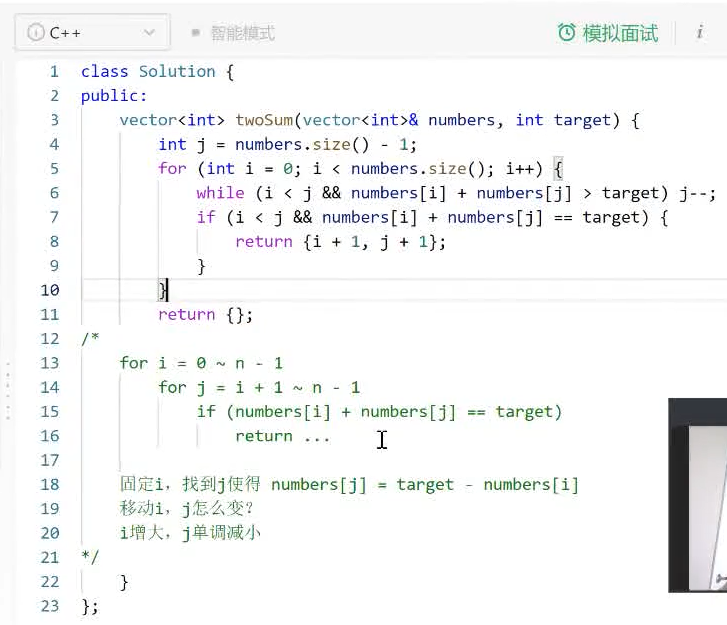 C++
智能模式
模拟面试
i
1 class Solution {
2 public:
3 vector<int> twoSum(vector<int>& numbers, int target) {
4 int j = numbers.size() - 1;
5 for (int i = 0; i < numbers.size(); i++) {
6 while (i < j && numbers[i] + numbers[j] > target) j--;
7 if (i < j && numbers[i] + numbers[j] == target) {
8 return {i + 1, j + 1};
9 }
10 }
11 return {};
12 /*
13 for i = 0 ~ n - 1
14 for j = i + 1 ~ n - 1
15 if (numbers[i] + numbers[j] == target)
16 return ...
17
18 固定i，找到j使得 numbers[j] = target - numbers[i]
19 移动i，j怎么变？
20 i增大，j单调减小
21 */
22 }
23 };